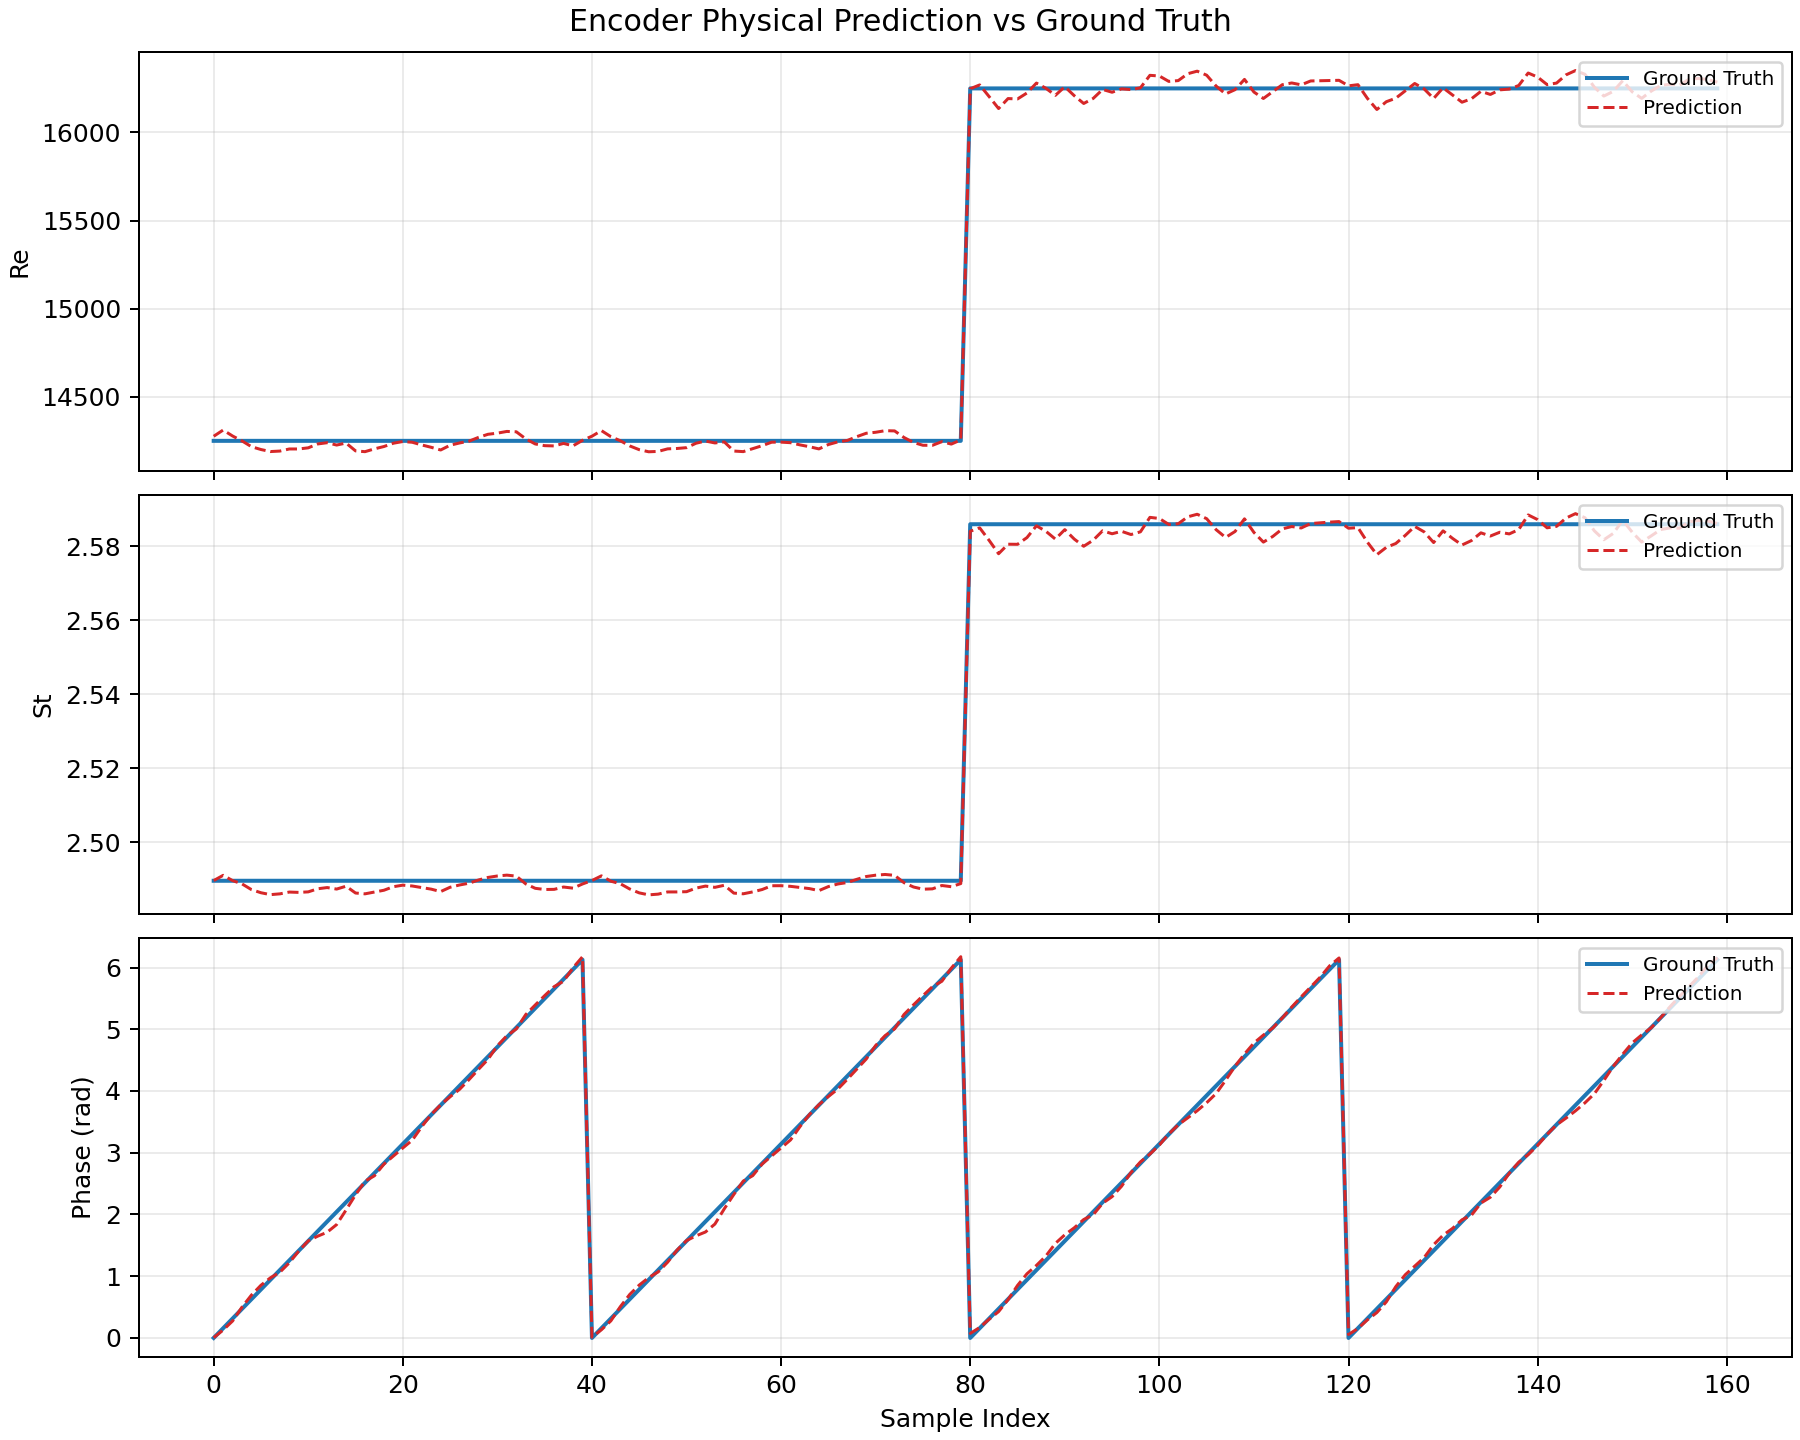 Encoder Physical Prediction vs Ground Truth
Re
16000
15500
15000
14500
Ground Truth
Prediction
St
2.58
2.56
2.54
2.52
2.50
Ground Truth
Prediction
Phase (rad)
6
5
4
3
2
1
0
Ground Truth
Prediction
0 20 40 60 80 100 120 140 160
Sample Index